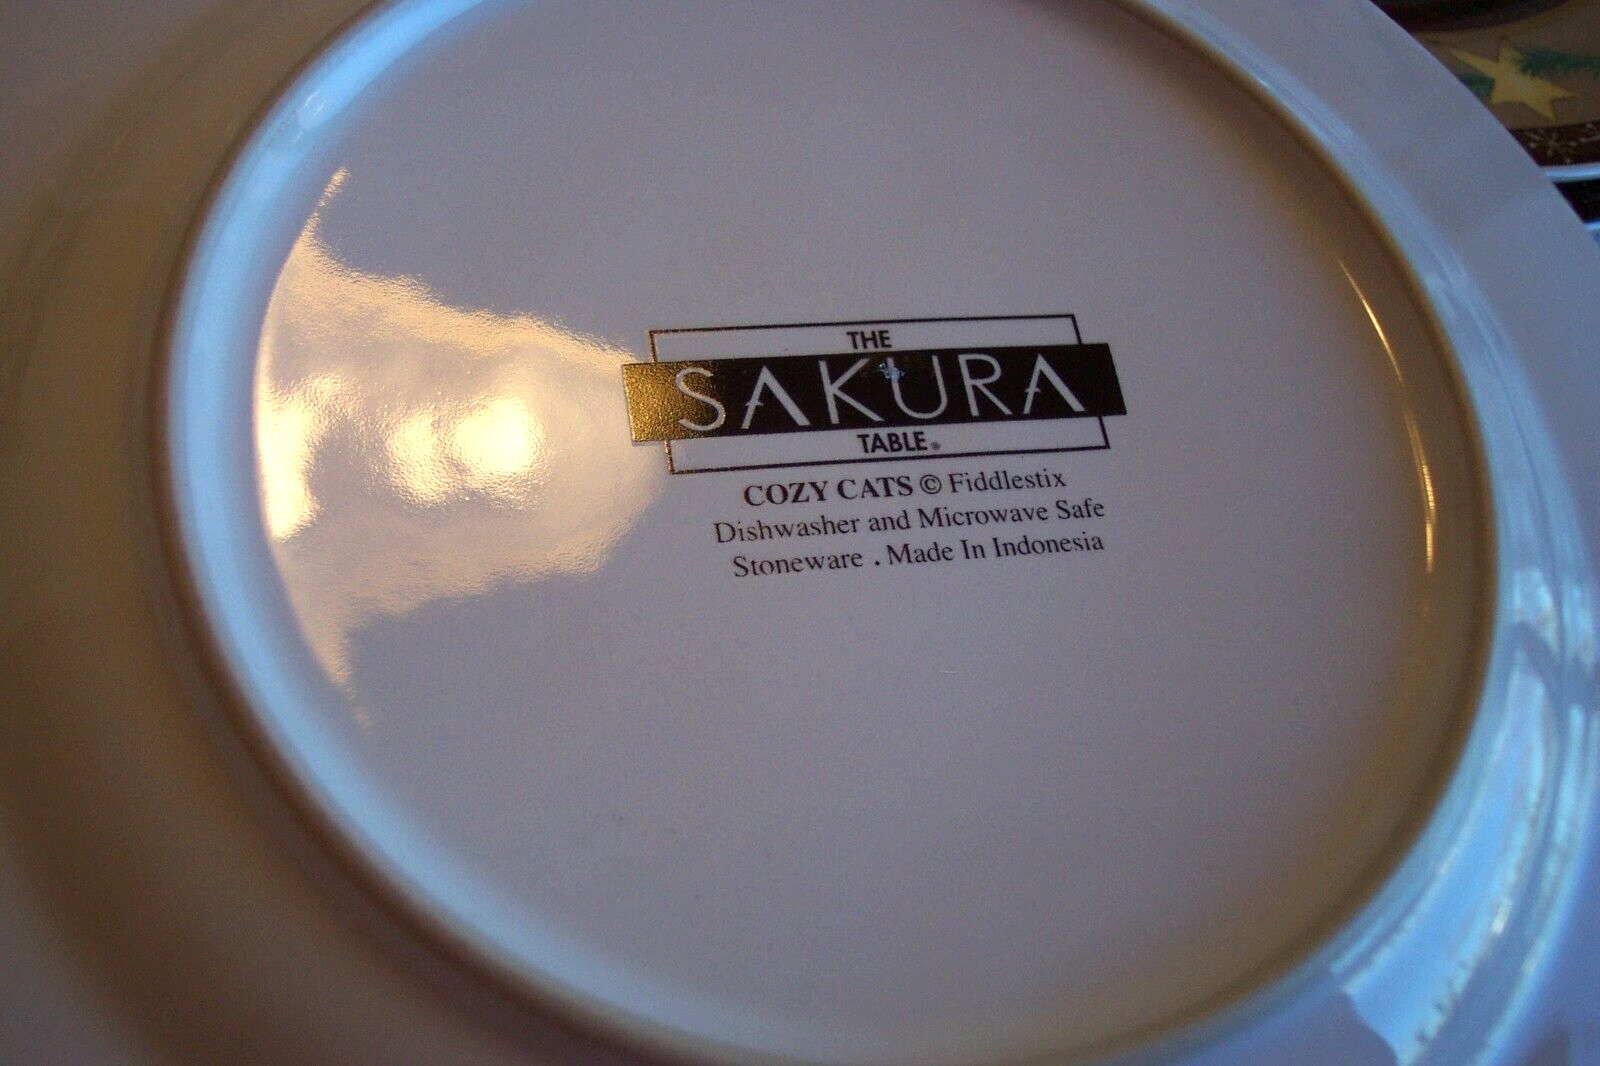 THE
SAKURA
TABLE®
COZY CATS © Fiddlestix
Dishwasher and Microwave Safe
Stoneware . Made In Indonesia